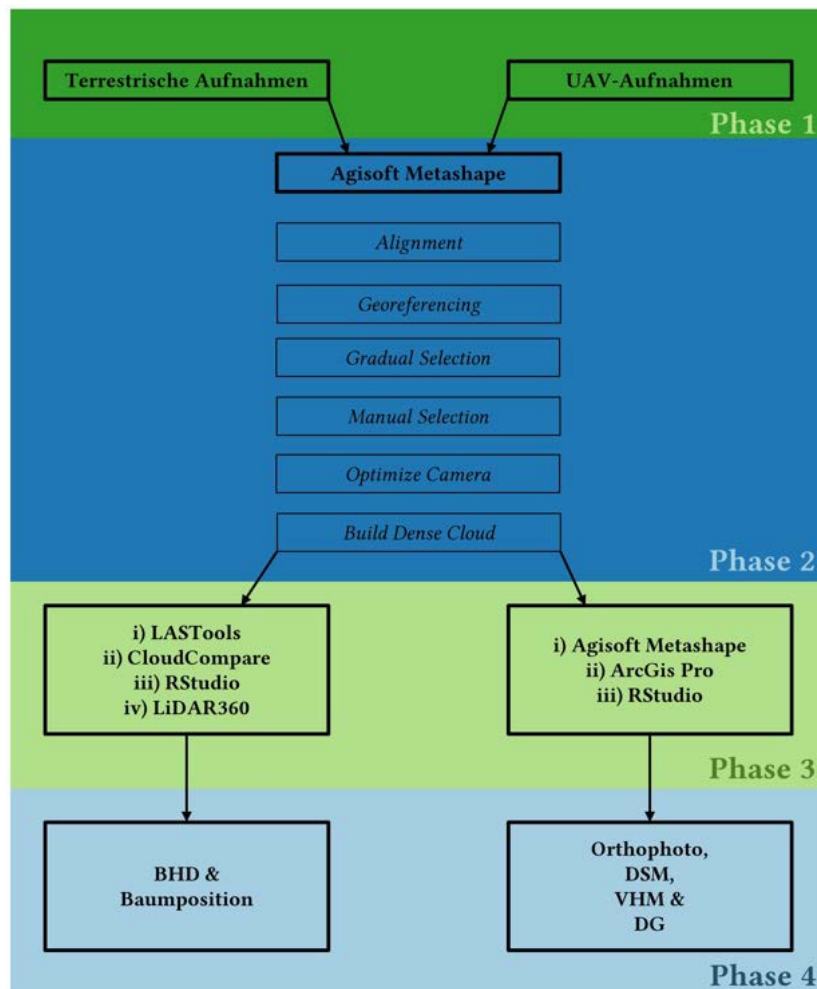 Terrestrische Aufnahmen
UAV-Aufnahmen
Phase 1
Agisoft Metashape
Alignment
Georeferencing
Gradual Selection
Manual Selection
Optimize Camera
Build Dense Cloud
Phase 2
i) LASTools
ii) CloudCompare
iii) RStudio
iv) LiDAR360
i) Agisoft Metashape
ii) ArcGis Pro
iii) RStudio
Phase 3
BHD &
Baumposition
Orthophoto,
DSM,
VHM &
DG
Phase 4